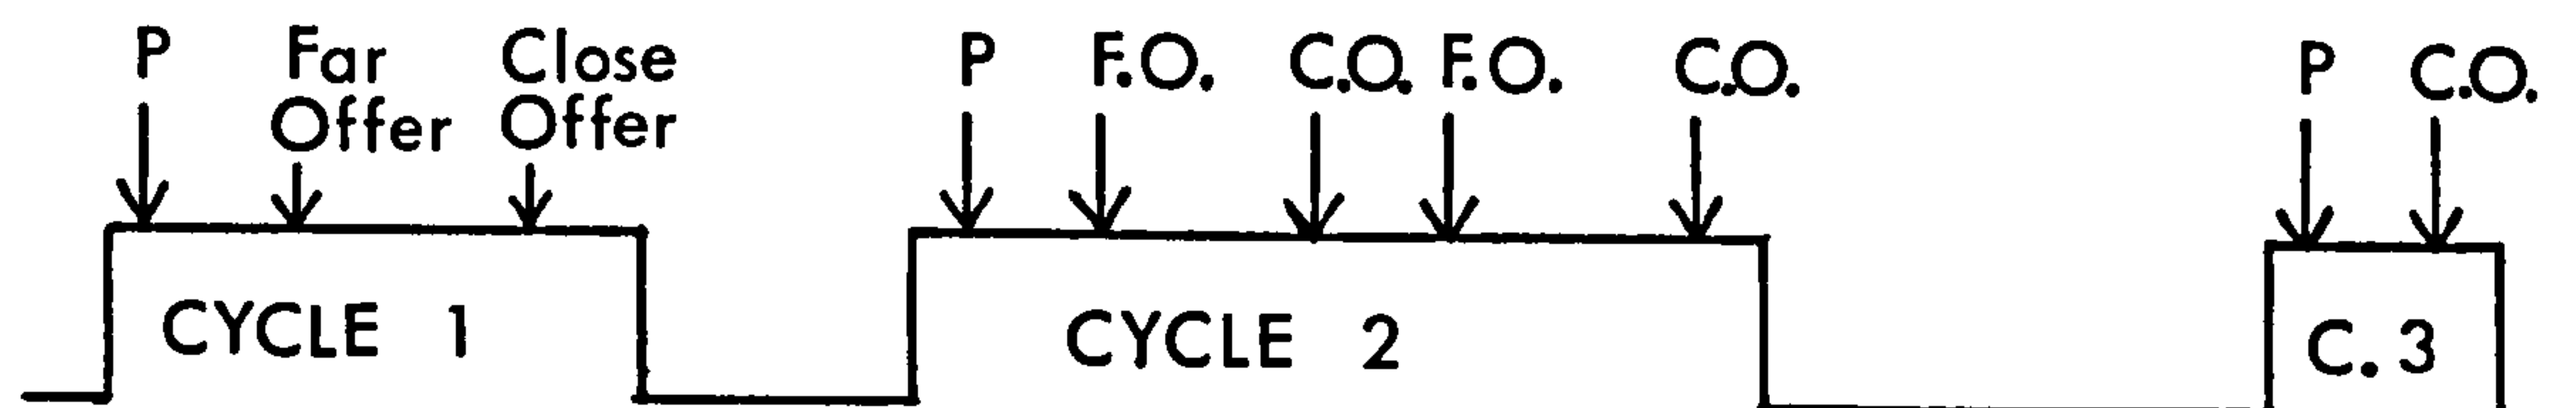 P Far Offer Close Offer P F.O. C.O. F.O. C.O. P C.O.
CYCLE 1 CYCLE 2 C. 3